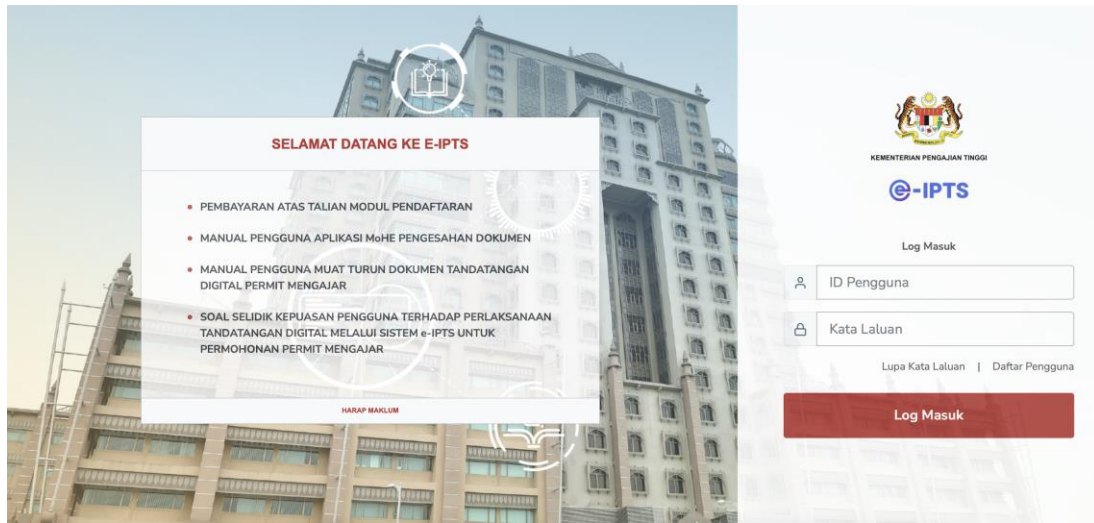 SELAMAT DATANG KE E-IPTS
PEMBAYARAN ATAS TALIAN MODUL PENDAFTARAN
MANUAL PENGGUNA APLIKASI MoHE PENGESAHAN DOKUMEN
MANUAL PENGGUNA MUAT TURUN DOKUMEN TANDATANGAN
DIGITAL PERMIT MENGAJAR
SOAL SELIDIK KEPUASAN PENGGUNA TERHADAP PERLAKSANAAN
TANDATANGAN DIGITAL MELALUI SISTEM e-IPTS UNTUK
PERMOHONAN PERMIT MENGAJAR
HARAP MAKLUM
KEMENTERIAN PENGAJIAN TINGGI
e-IPTS
Log Masuk
ID Pengguna
Kata Laluan
Lupa Kata Laluan | Daftar Pengguna
Log Masuk